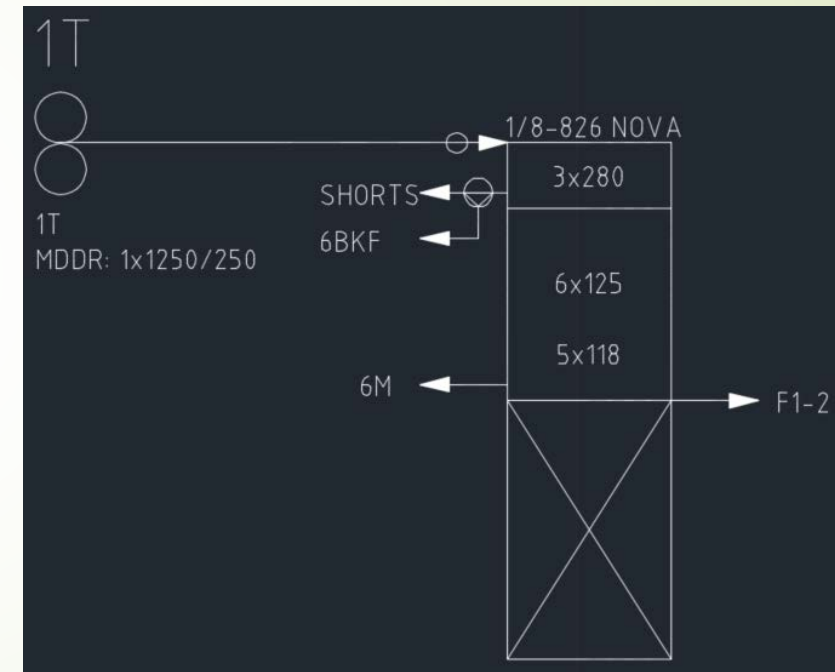 1T
1/8-826 NOVA
3x280
SHORTS
1T
6BKF
MDDR: 1x1250/250
6x125
5x118
6M
F1-2